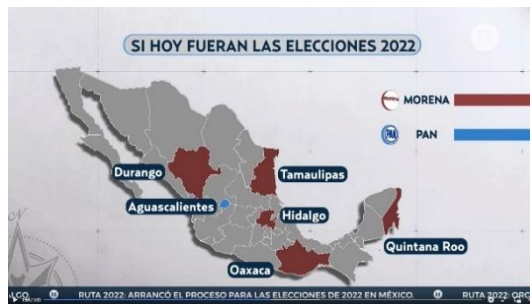 SI HOY FUERAN LAS ELECCIONES 2022
MORENA
PAN
Durango
Tamaulipas
Aguascalientes
Hidalgo
Quintana Roo
Oaxaca
ALGO
RUTA 2022: ARRANCÓ EL PROCESO PARA LAS ELECCIONES DE 2022 EN MÉXICO.
RUTA 2022: